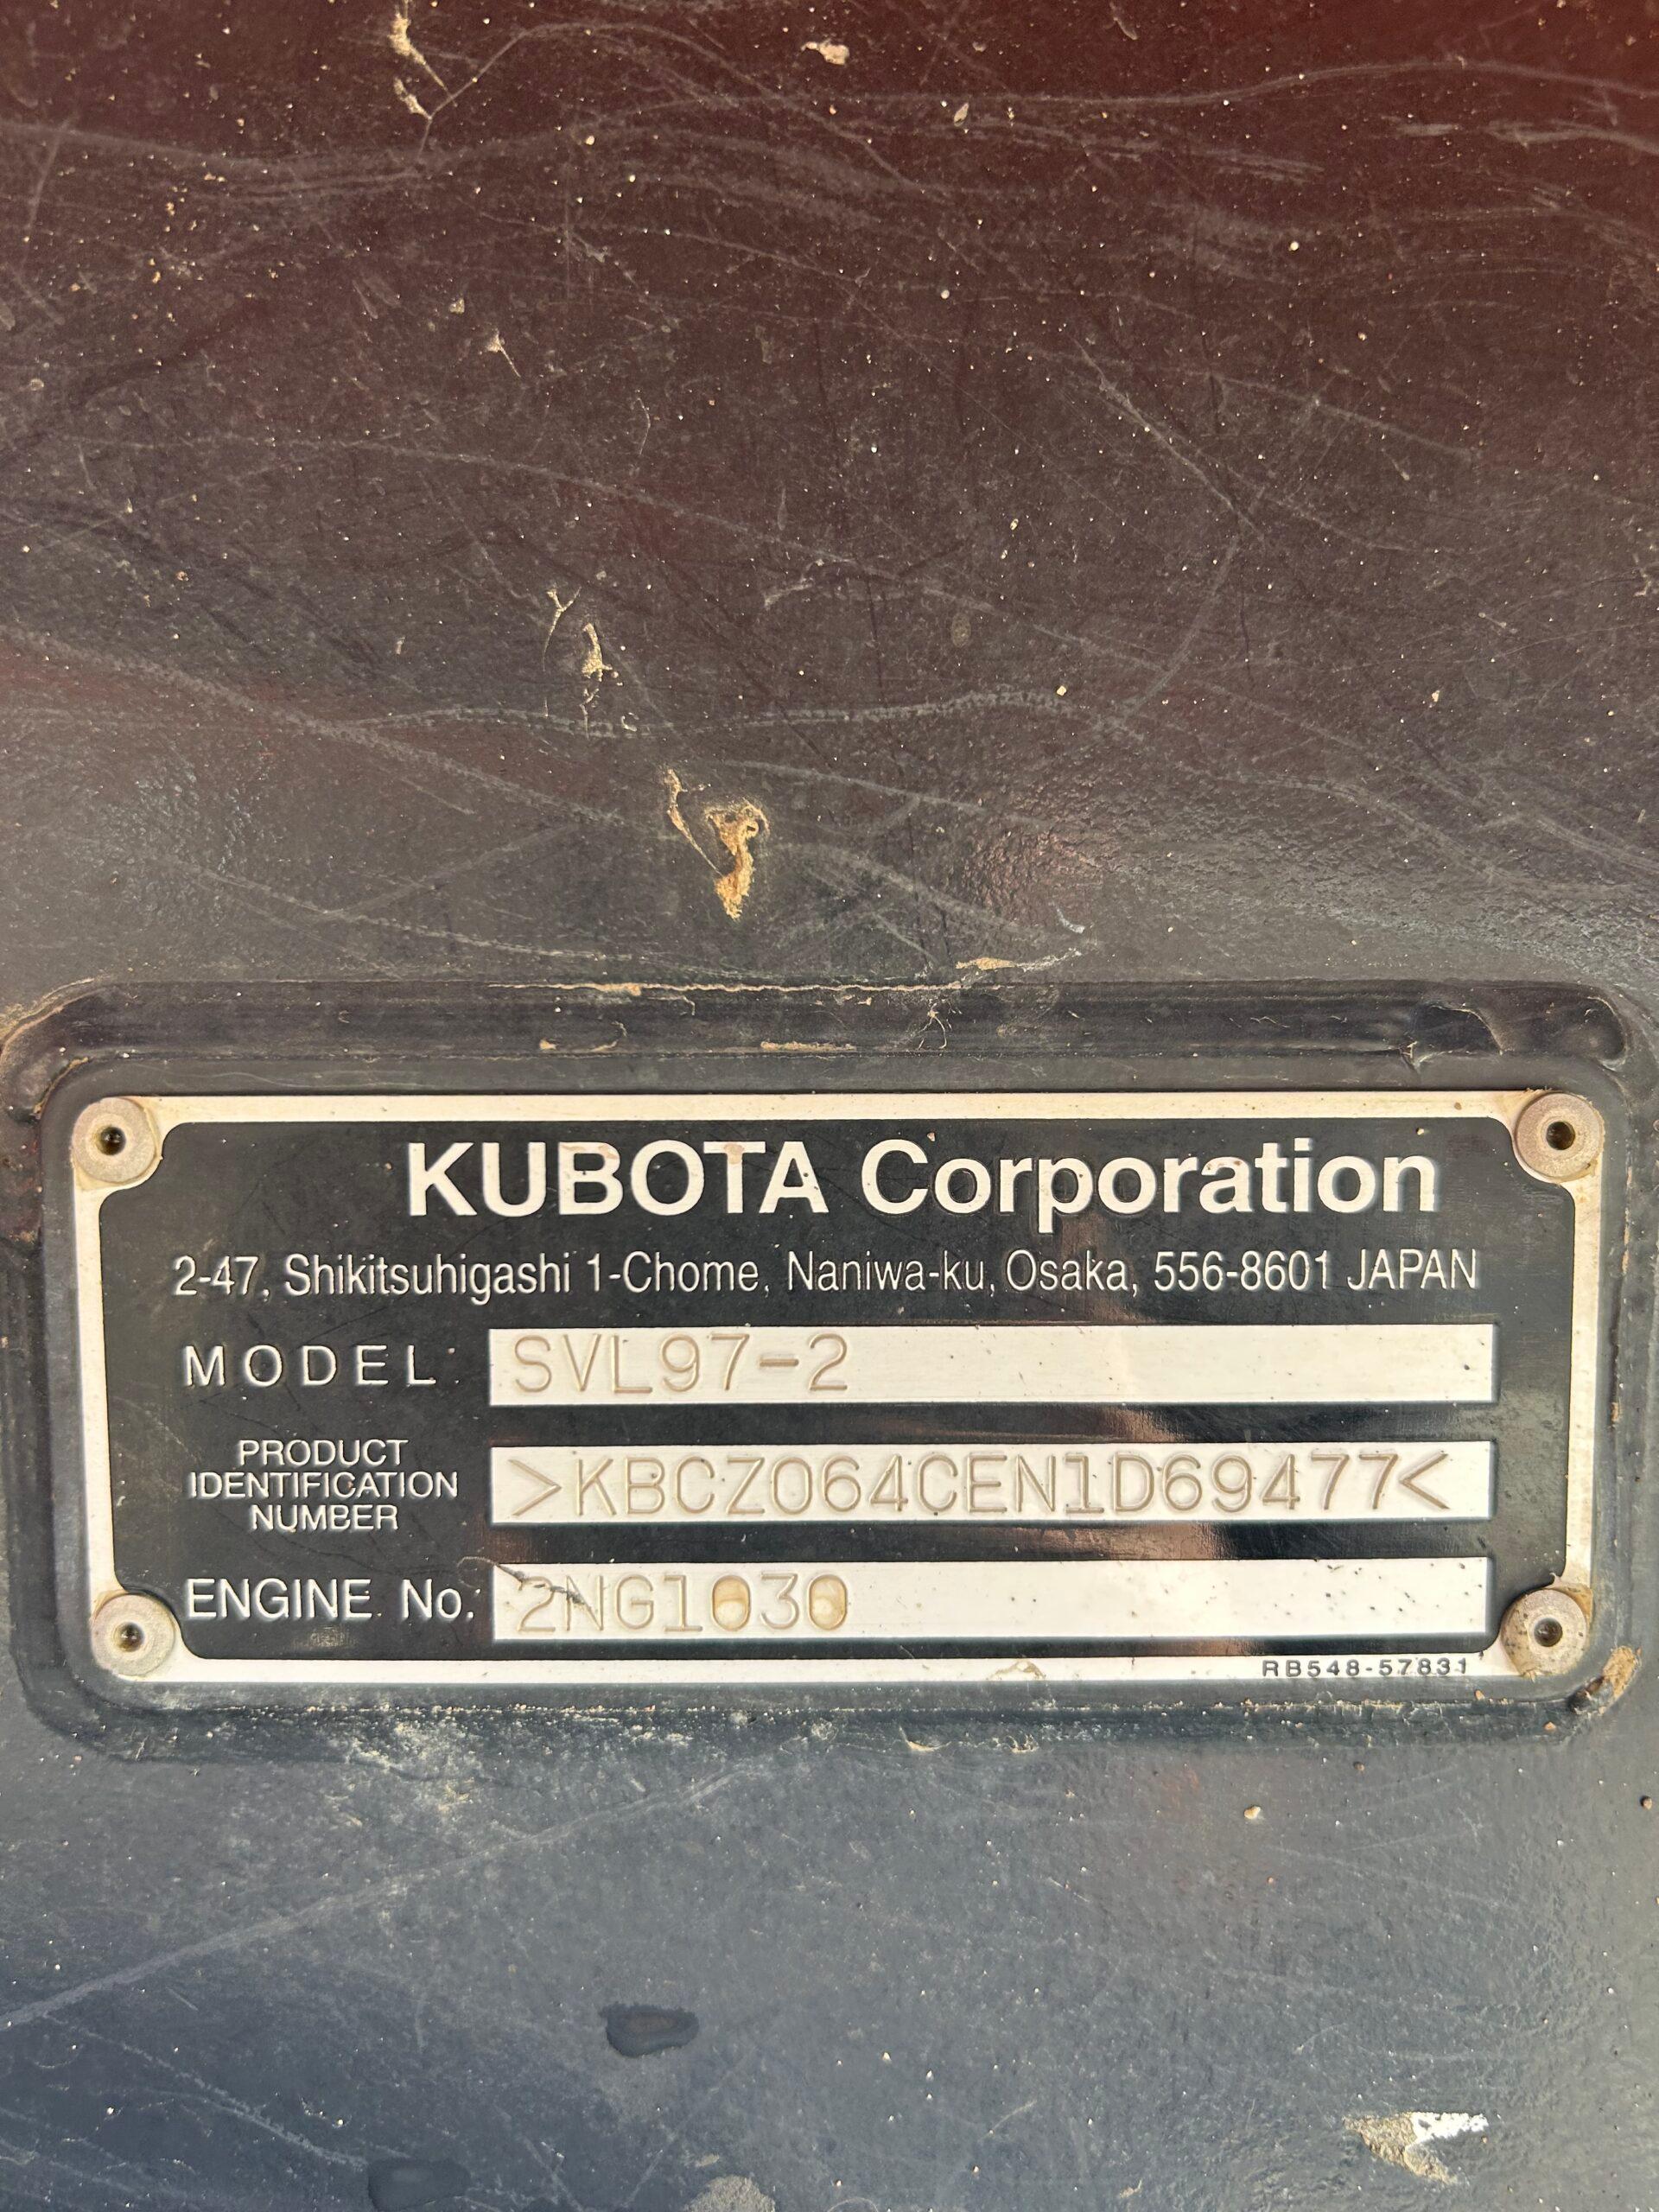 KUBOTA Corporation
2-47, Shikitsuhigashi 1-Chome, Naniwa-ku, Osaka, 556-8601 JAPAN
MODEL SVL97-2
PRODUCT
IDENTIFICATION
NUMBER
>KBCZ064CEN1D69477<
ENGINE No. 2NG1030
RB548-57831